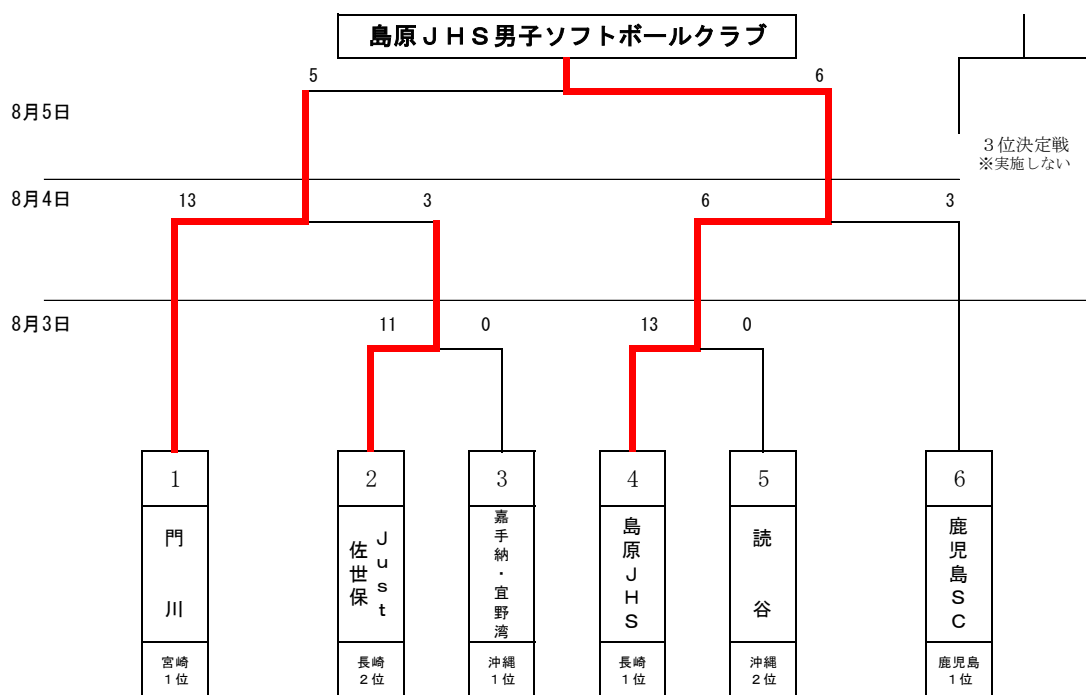 島原ＪＨＳ男子ソフトボールクラブ
5
6
8月5日
３位決定戦
※実施しない
8月4日
13
3
6
3
8月3日
11
0
13
0
1
2
3
4
5
6
門川
Ｊｕｓｔ
佐世保
嘉手納・宜野湾
島原ＪＨＳ
読谷
鹿児島ＳＣ
宮崎
１位
長崎
２位
沖縄
１位
長崎
１位
沖縄
２位
鹿児島
１位